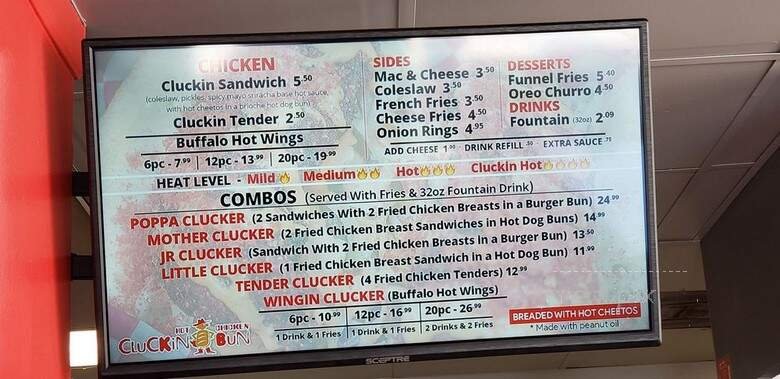 CHICKEN
Cluckin Sandwich 5.50
(coleslaw, pickles, spicy mayo sriracha base hot sauce,
with hot cheetos in a brioche hot dog bun)
Cluckin Tender 2.50
Buffalo Hot Wings
6pc - 7.99 12pc - 13.99 20pc - 19.99
SIDES
Mac & Cheese 3.50
Coleslaw 3.50
French Fries 3.50
Cheese Fries 4.50
Onion Rings 4.95
DESSERTS
Funnel Fries 5.40
Oreo Churro 4.50
DRINKS
Fountain (32oz) 2.09
ADD CHEESE 1.00 DRINK REFILL .50 EXTRA SAUCE .75
HEAT LEVEL - Mild Medium Hot Cluckin Hot
COMBOS (Served With Fries & 32oz Fountain Drink)
POPPA CLUCKER (2 Sandwiches With 2 Fried Chicken Breasts in a Burger Bun) 24.99
MOTHER CLUCKER (2 Fried Chicken Breast Sandwiches in Hot Dog Buns) 14.99
JR CLUCKER (Sandwich With 2 Fried Chicken Breasts in a Burger Bun) 13.50
LITTLE CLUCKER (1 Fried Chicken Breast Sandwich in a Hot Dog Bun) 11.99
TENDER CLUCKER (4 Fried Chicken Tenders) 12.99
WINGIN CLUCKER (Buffalo Hot Wings)
6pc - 10.99 12pc - 16.99 20pc - 26.99
1 Drink & 1 Fries 1 Drink & 1 Fries 2 Drinks & 2 Fries
BREADED WITH HOT CHEETOS
* Made with peanut oil
HOT CHICKEN
CLUCKIN BUN
SCEPTRE